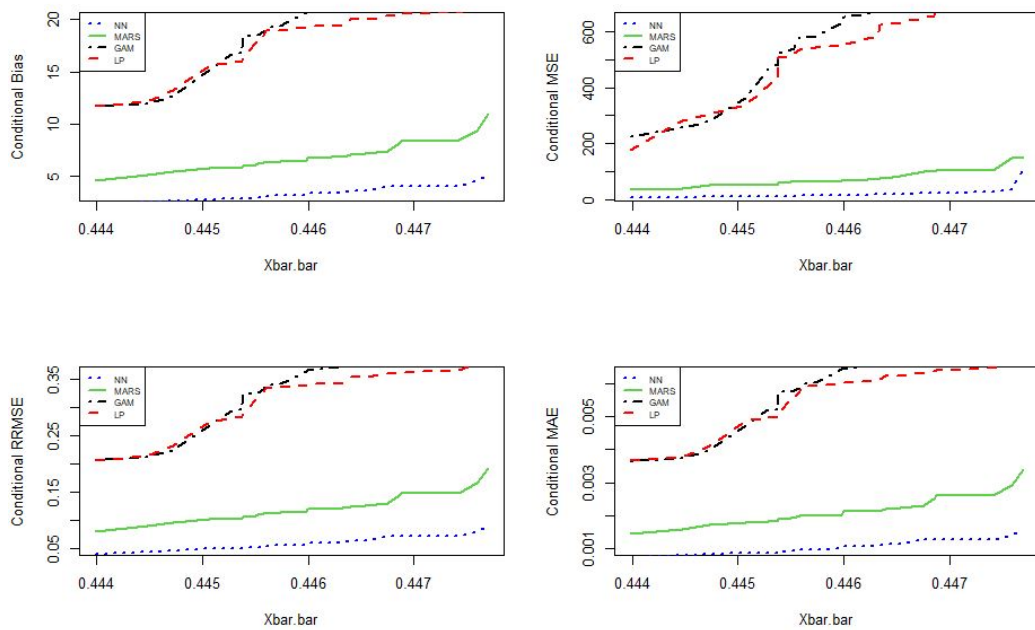 Conditional Bias
20
15
10
5
NN
MARS
GAM
LP
0.444 0.445 0.446 0.447
Xbar.bar
Conditional MSE
600
400
200
0
NN
MARS
GAM
LP
0.444 0.445 0.446 0.447
Xbar.bar
Conditional RRMSE
0.35
0.25
0.15
0.05
NN
MARS
GAM
LP
0.444 0.445 0.446 0.447
Xbar.bar
Conditional MAE
0.005
0.003
0.001
NN
MARS
GAM
LP
0.444 0.445 0.446 0.447
Xbar.bar